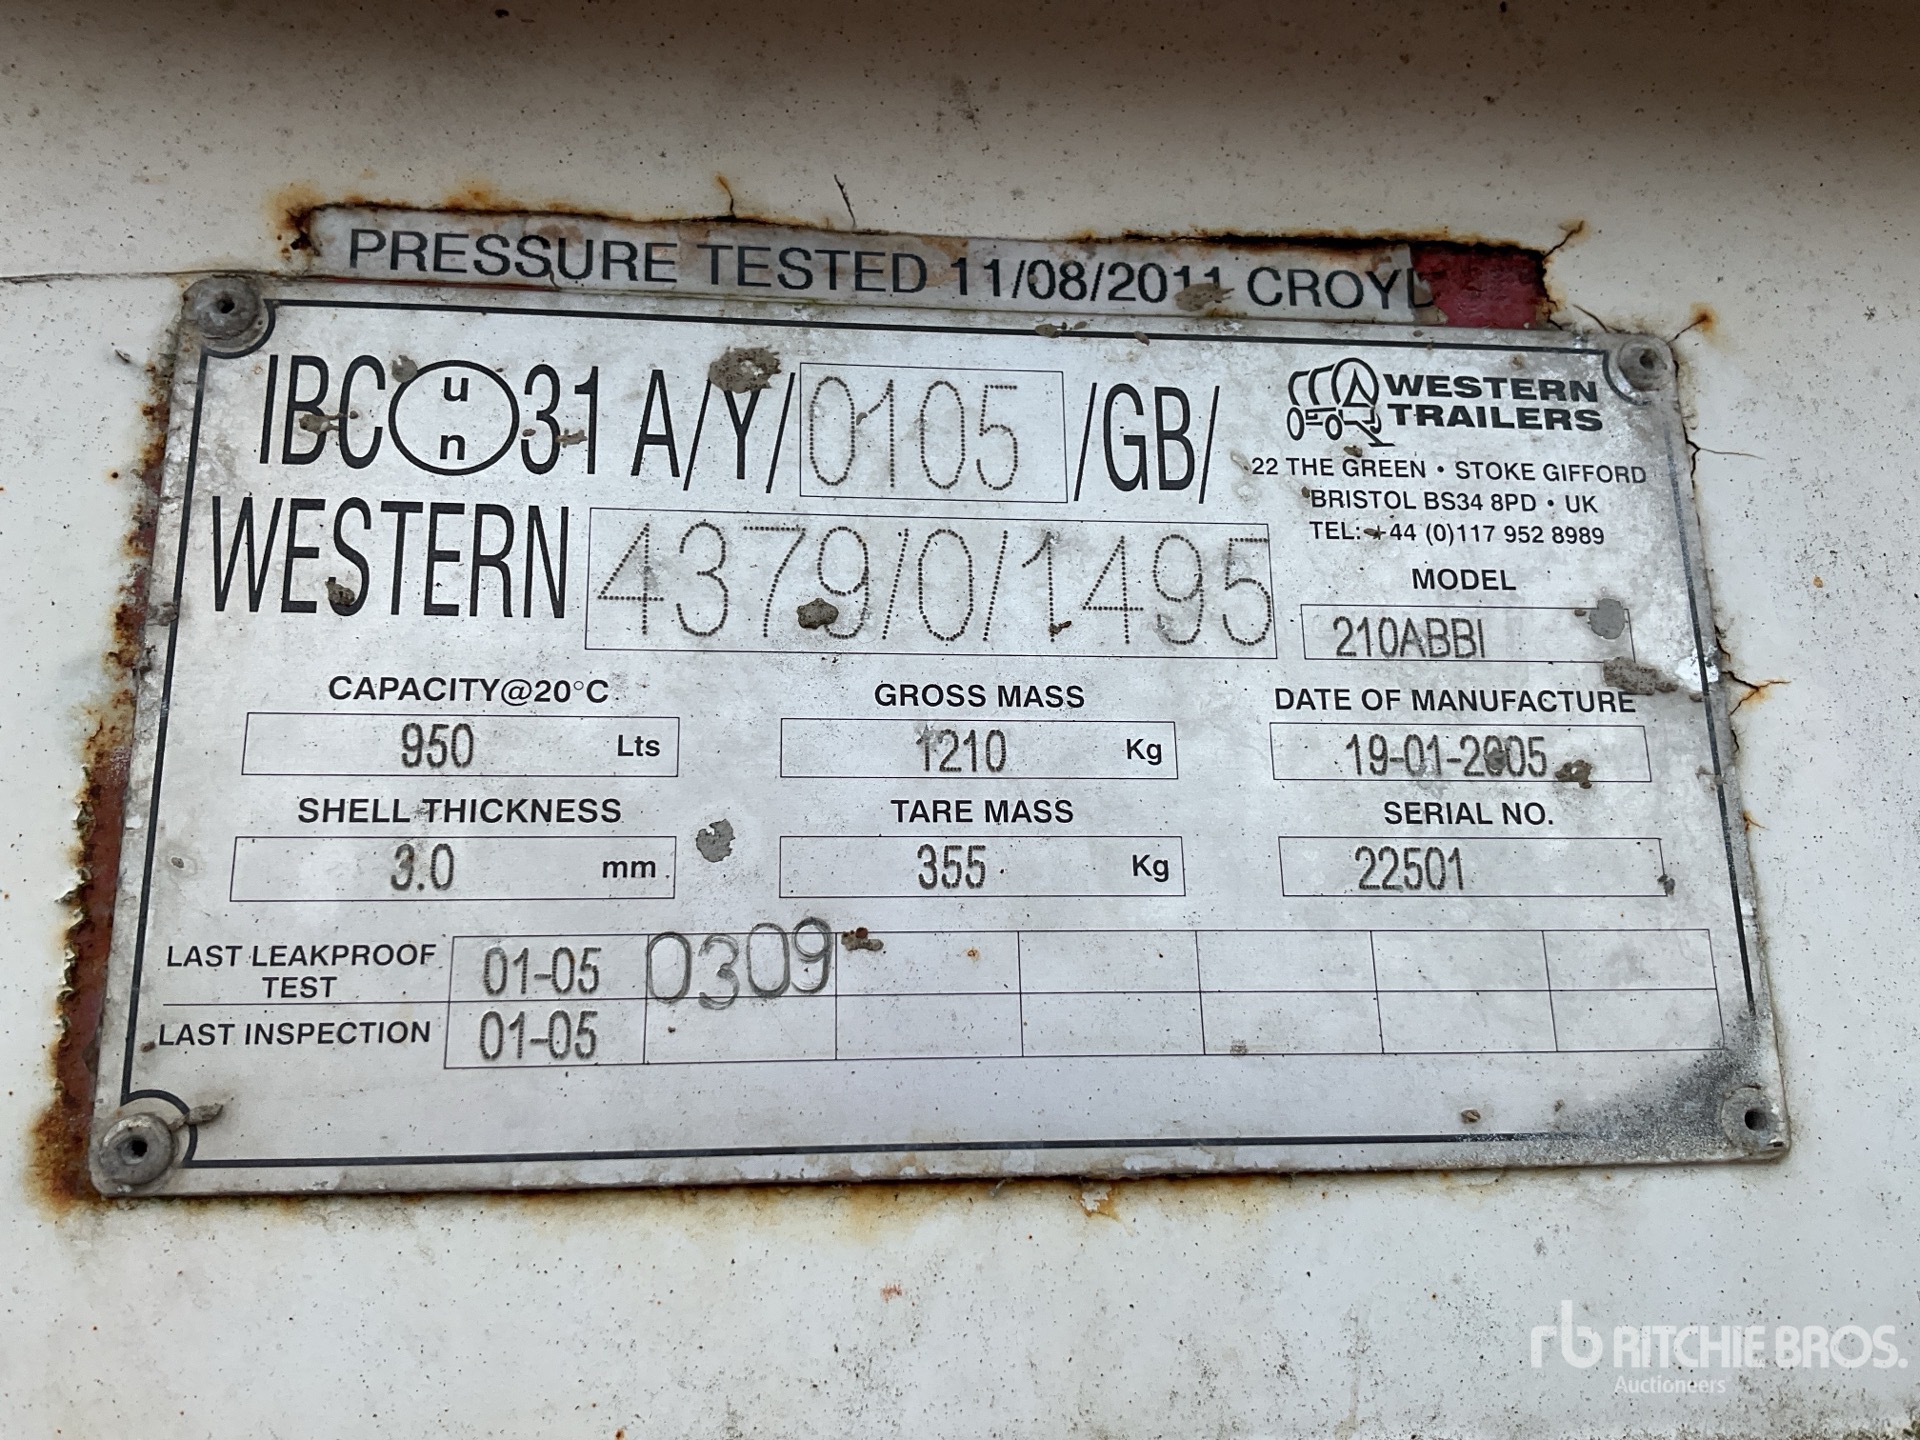 PRESSURE TESTED 11/08/2011 CROYD
IBC un 31 A/Y/0105/GB/
WESTERN 4379/0/1495
WESTERN
TRAILERS
22 THE GREEN • STOKE GIFFORD
BRISTOL BS34 8PD • UK
TEL: +44 (0)117 952 8989
MODEL
210ABBI
CAPACITY@20°C
950 Lts
GROSS MASS
1210 Kg
DATE OF MANUFACTURE
19-01-2005
SHELL THICKNESS
3.0 mm
TARE MASS
355 Kg
SERIAL NO.
22501
LAST LEAKPROOF TEST 01-05 0309
LAST INSPECTION 01-05
rb RITCHIE BROS.
Auctioneers